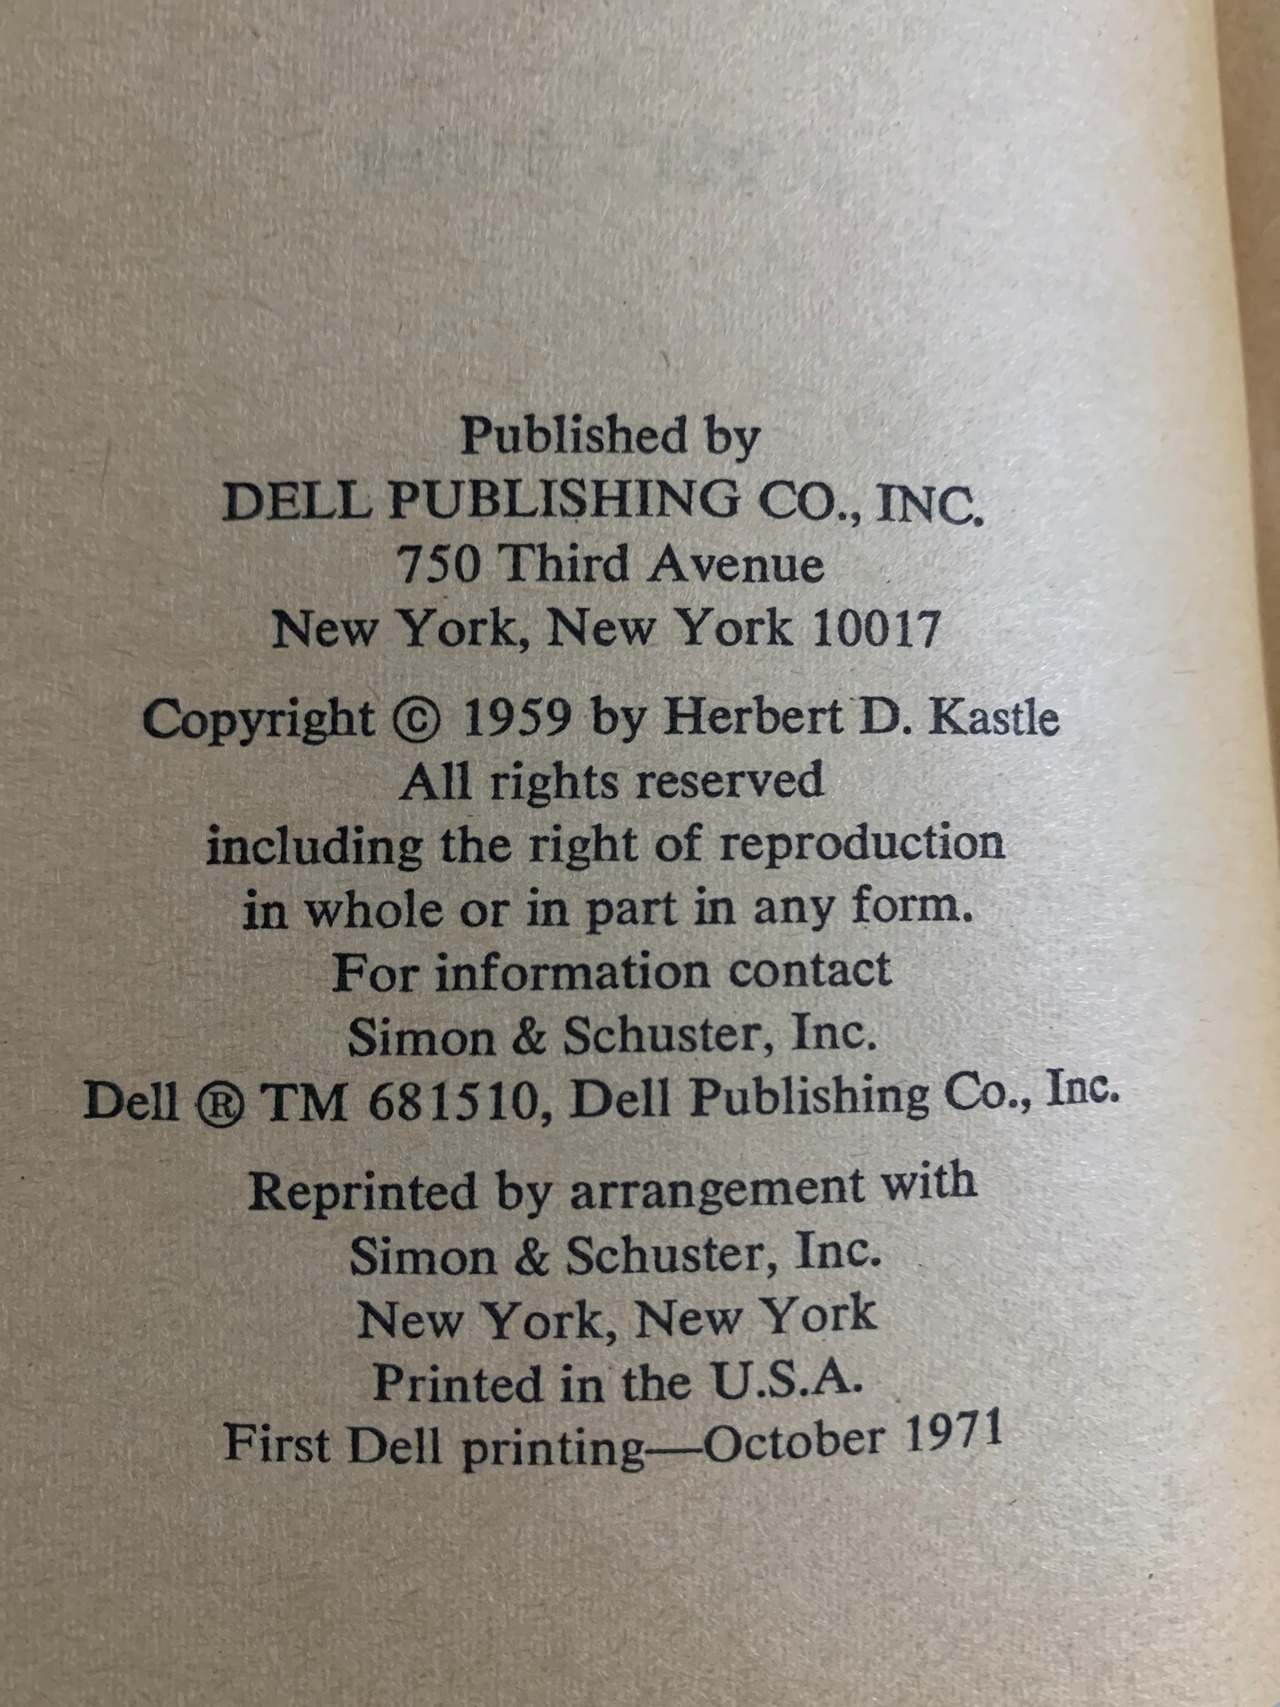 Published by
DELL PUBLISHING CO., INC.
750 Third Avenue
New York, New York 10017
Copyright © 1959 by Herbert D. Kastle
All rights reserved
including the right of reproduction
in whole or in part in any form.
For information contact
Simon & Schuster, Inc.
Dell ® TM 681510, Dell Publishing Co., Inc.
Reprinted by arrangement with
Simon & Schuster, Inc.
New York, New York
Printed in the U.S.A.
First Dell printing—October 1971